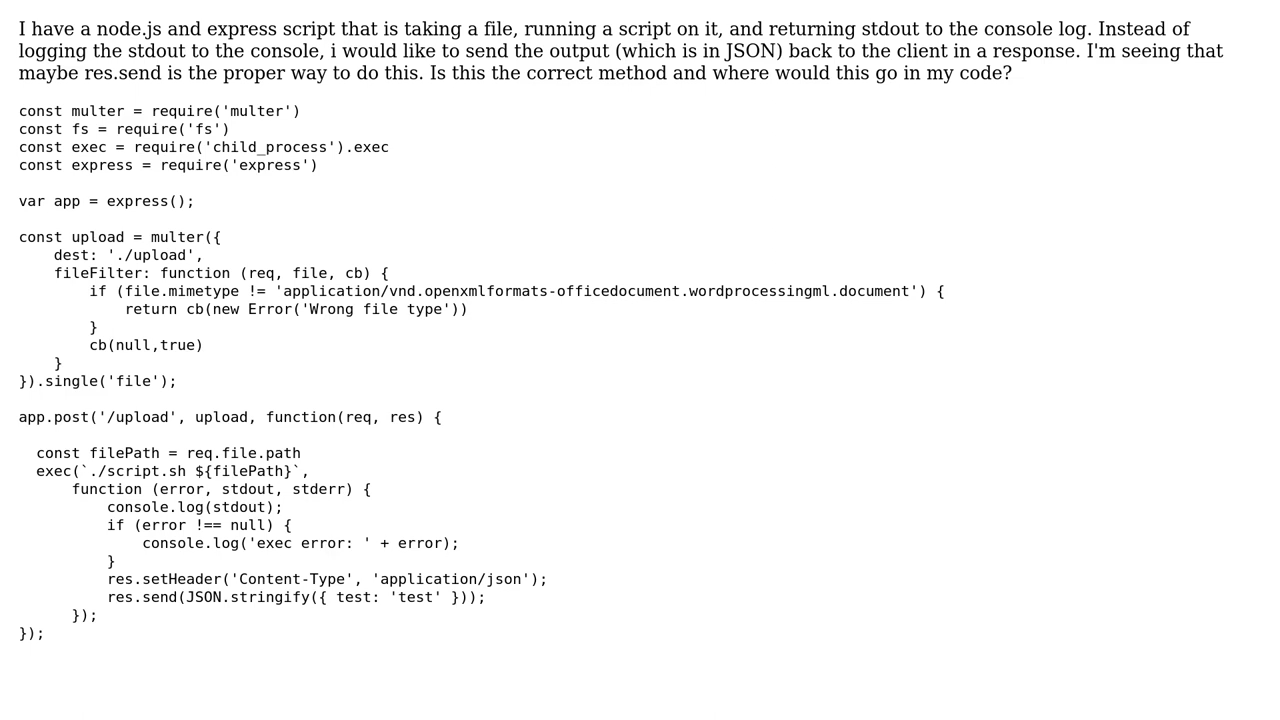 I have a node.js and express script that is taking a file, running a script on it, and returning stdout to the console log. Instead of
logging the stdout to the console, i would like to send the output (which is in JSON) back to the client in a response. I'm seeing that
maybe res.send is the proper way to do this. Is this the correct method and where would this go in my code?
const multer = require('multer')
const fs = require('fs')
const exec = require('child_process').exec
const express = require('express')

var app = express();

const upload = multer({
    dest: './upload',
    fileFilter: function (req, file, cb) {
        if (file.mimetype != 'application/vnd.openxmlformats-officedocument.wordprocessingml.document') {
            return cb(new Error('Wrong file type'))
        }
        cb(null,true)
    }
}).single('file');

app.post('/upload', upload, function(req, res) {

  const filePath = req.file.path
  exec(`./script.sh ${filePath}`,
      function (error, stdout, stderr) {
          console.log(stdout);
          if (error !== null) {
              console.log('exec error: ' + error);
          }
          res.setHeader('Content-Type', 'application/json');
          res.send(JSON.stringify({ test: 'test' }));
      });
});